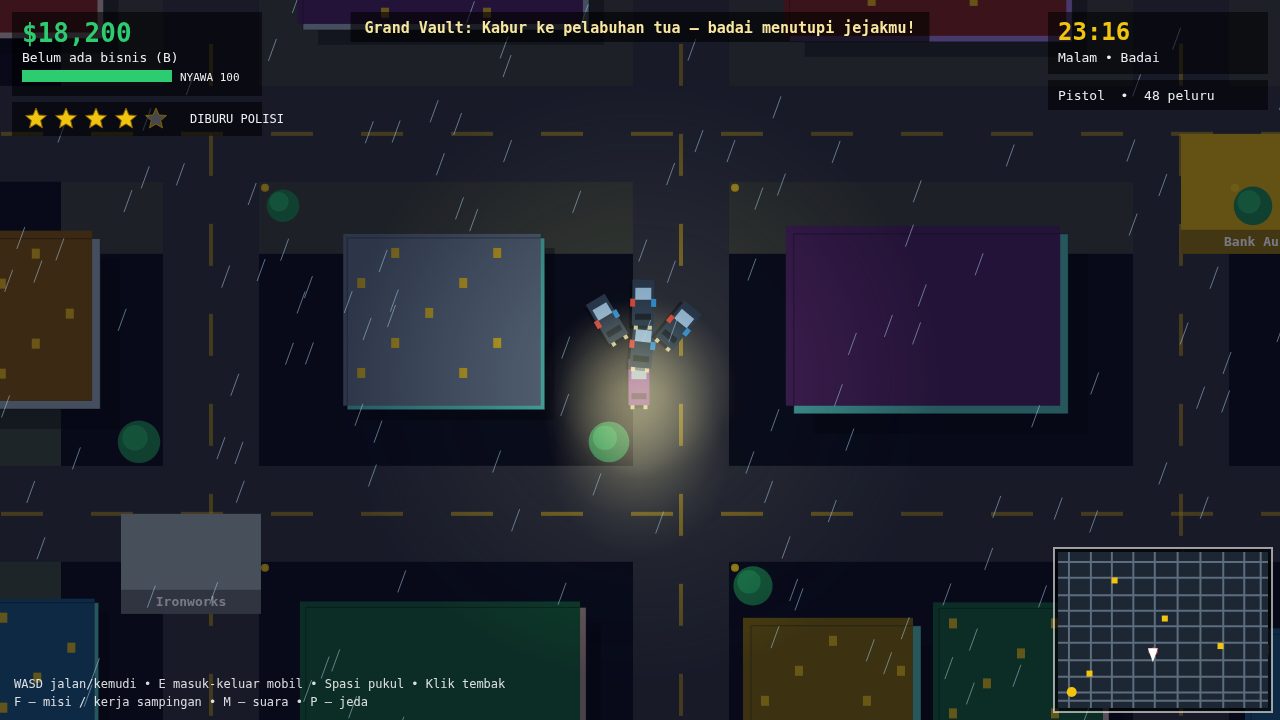 $18,200
Belum ada bisnis (B)
NYAWA 100
DIBURU POLISI
Grand Vault: Kabur ke pelabuhan tua — badai menutupi jejakmu!
23:16
Malam • Badai
Pistol • 48 peluru
Bank Au
Ironworks
WASD jalan/kemudi • E masuk-keluar mobil • Spasi pukul • Klik tembak
F — misi / kerja sampingan • M — suara • P — jeda